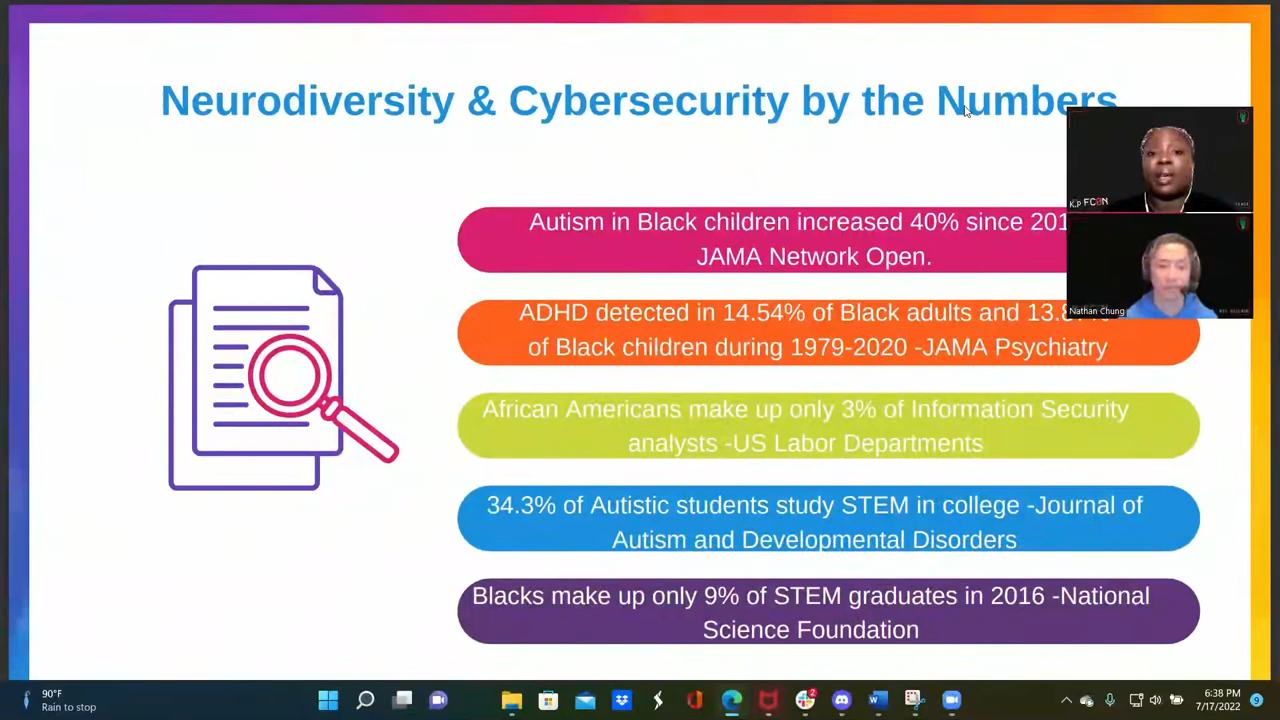 Neurodiversity & Cybersecurity by the Numbers
Autism in Black children increased 40% since
JAMA Network Open.
ADHD detected in 14.54% of Black adults and
of Black children during 1979-2020 -JAMA Psychiatry
African Americans make up only 3% of Information Security
analysts -US Labor Departments
34.3% of Autistic students study STEM in college -Journal of
Autism and Developmental Disorders
Blacks make up only 9% of STEM graduates in 2016 -National
Science Foundation
Nathan Chung
90°F
Rain to stop
6:38 PM
7/17/2022